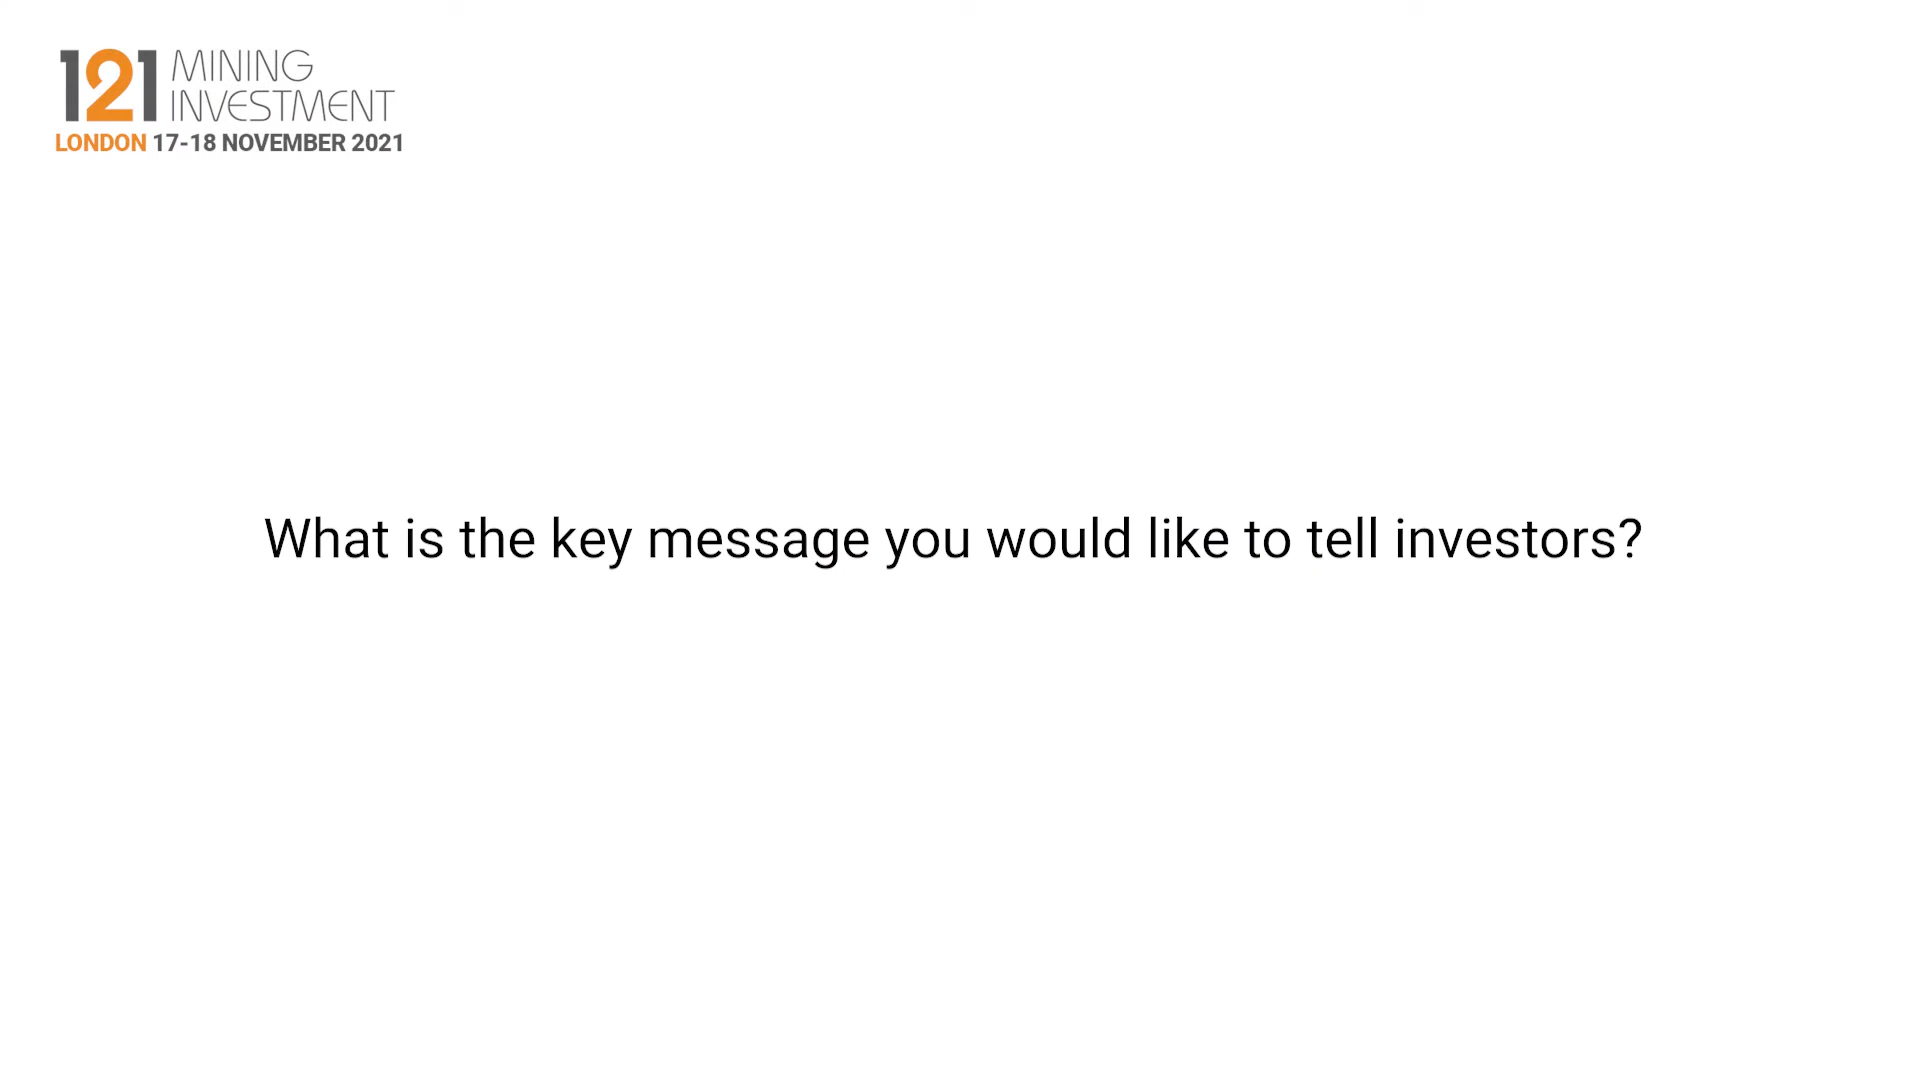 121 MINING
INVESTMENT
LONDON 17-18 NOVEMBER 2021
What is the key message you would like to tell investors?